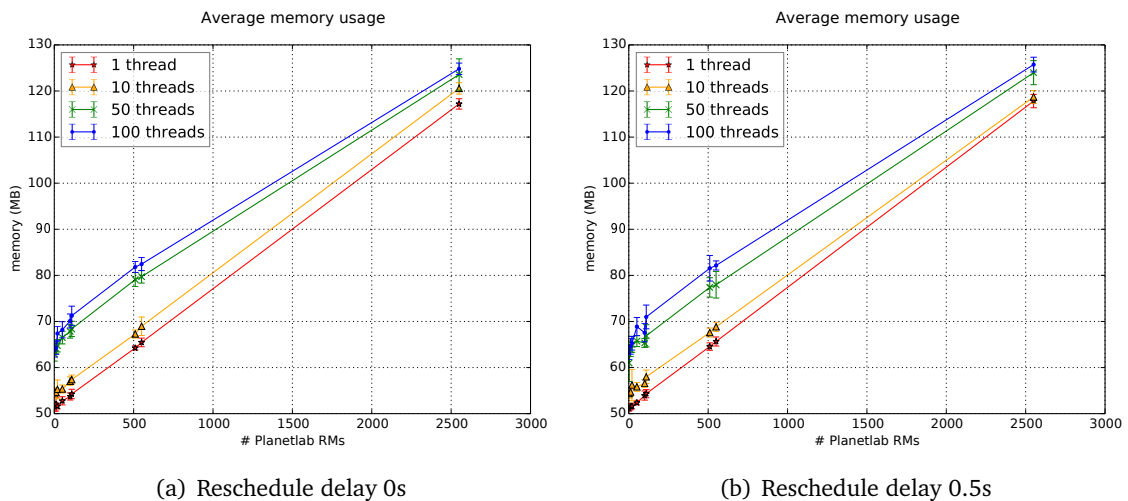 Average memory usage
130
120
110
100
90
80
70
60
50
memory (MB)
1 thread
10 threads
50 threads
100 threads
0
500
1000
1500
2000
2500
3000
# Planetlab RMs
(a) Reschedule delay 0s
Average memory usage
130
120
110
100
90
80
70
60
50
memory (MB)
1 thread
10 threads
50 threads
100 threads
0
500
1000
1500
2000
2500
3000
# Planetlab RMs
(b) Reschedule delay 0.5s